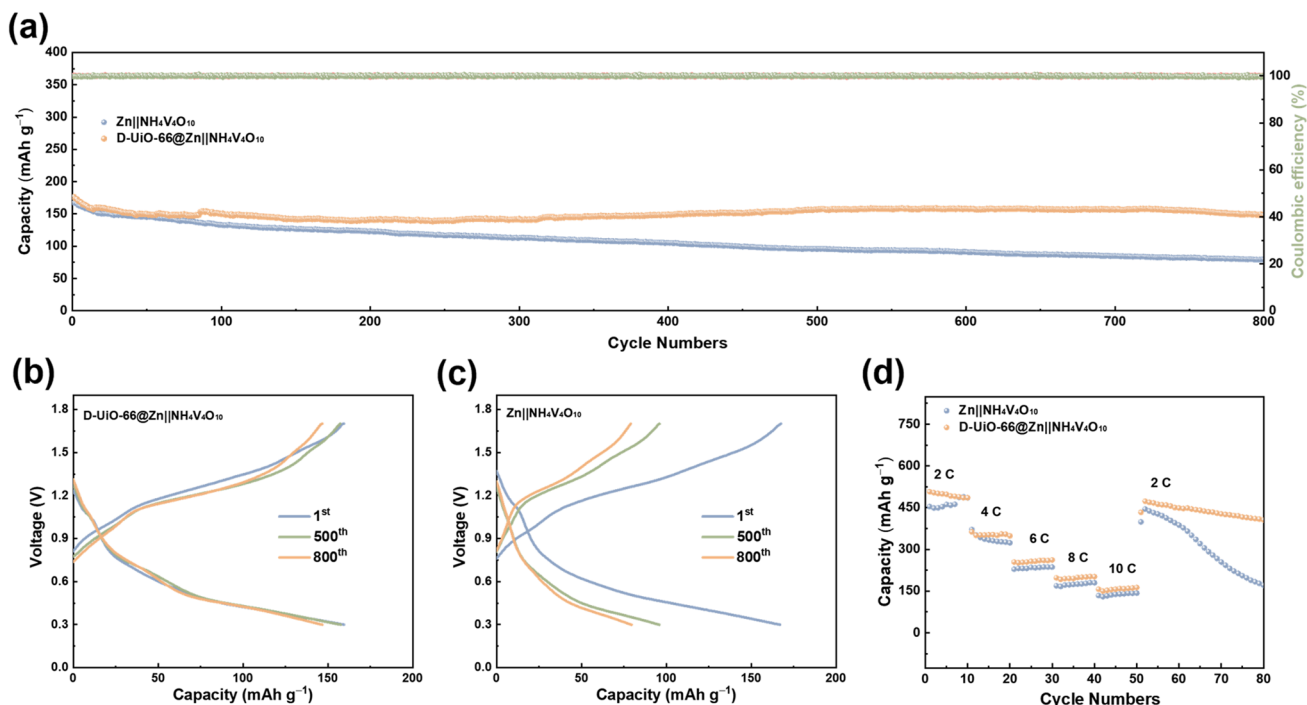 (a)
400
350
300
250
200
150
100
50
0
Capacity (mAh g⁻¹)
Zn||NH₄V₄O₁₀
D-UiO-66@Zn||NH₄V₄O₁₀
100
80
60
40
20
0
Coulombic efficiency (%)
0 100 200 300 400 500 600 700 800
Cycle Numbers
(b)
D-UiO-66@Zn||NH₄V₄O₁₀
1.8
1.5
1.2
0.9
0.6
0.3
0.0
Voltage (V)
1ˢᵗ
500ᵗʰ
800ᵗʰ
0 50 100 150 200
Capacity (mAh g⁻¹)
(c)
Zn||NH₄V₄O₁₀
1.8
1.5
1.2
0.9
0.6
0.3
0.0
Voltage (V)
1ˢᵗ
500ᵗʰ
800ᵗʰ
0 50 100 150 200
Capacity (mAh g⁻¹)
(d)
Zn||NH₄V₄O₁₀
D-UiO-66@Zn||NH₄V₄O₁₀
750
600
450
300
150
0
Capacity (mAh g⁻¹)
2 C
4 C
6 C
8 C
10 C
2 C
0 10 20 30 40 50 60 70 80
Cycle Numbers